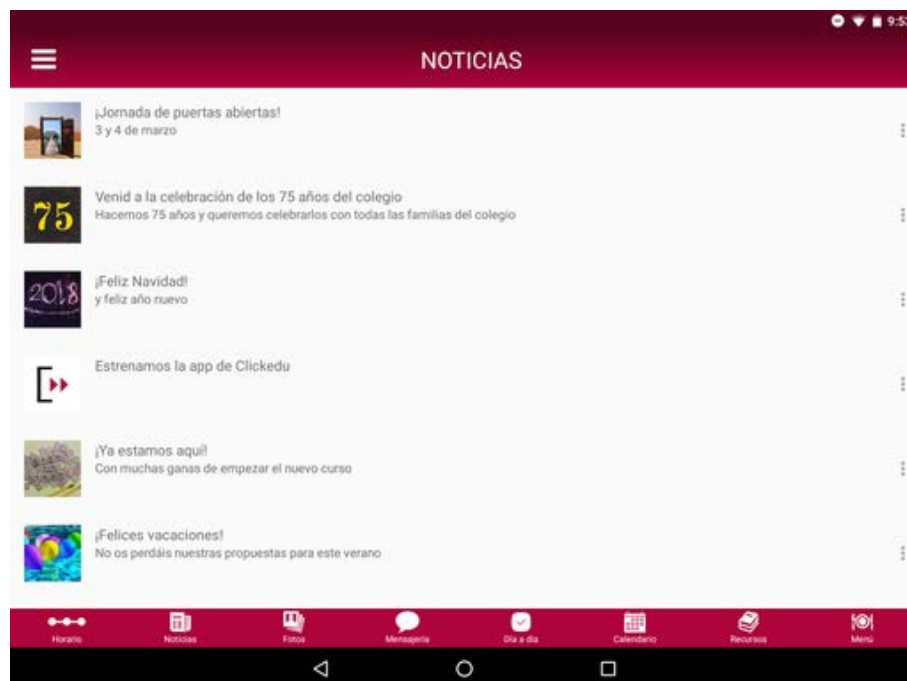 9:53
NOTICIAS
¡Jornada de puertas abiertas!
3 y 4 de marzo
75
Venid a la celebración de los 75 años del colegio
Hacemos 75 años y queremos celebrarlos con todas las familias del colegio
2018
¡Feliz Navidad!
y feliz año nuevo
Estrenamos la app de Clickedu
¡Ya estamos aquí!
Con muchas ganas de empezar el nuevo curso
¡Felices vacaciones!
No os perdáis nuestras propuestas para este verano
Horario Noticias Fotos Mensajería Día a día Calendario Recursos Menú